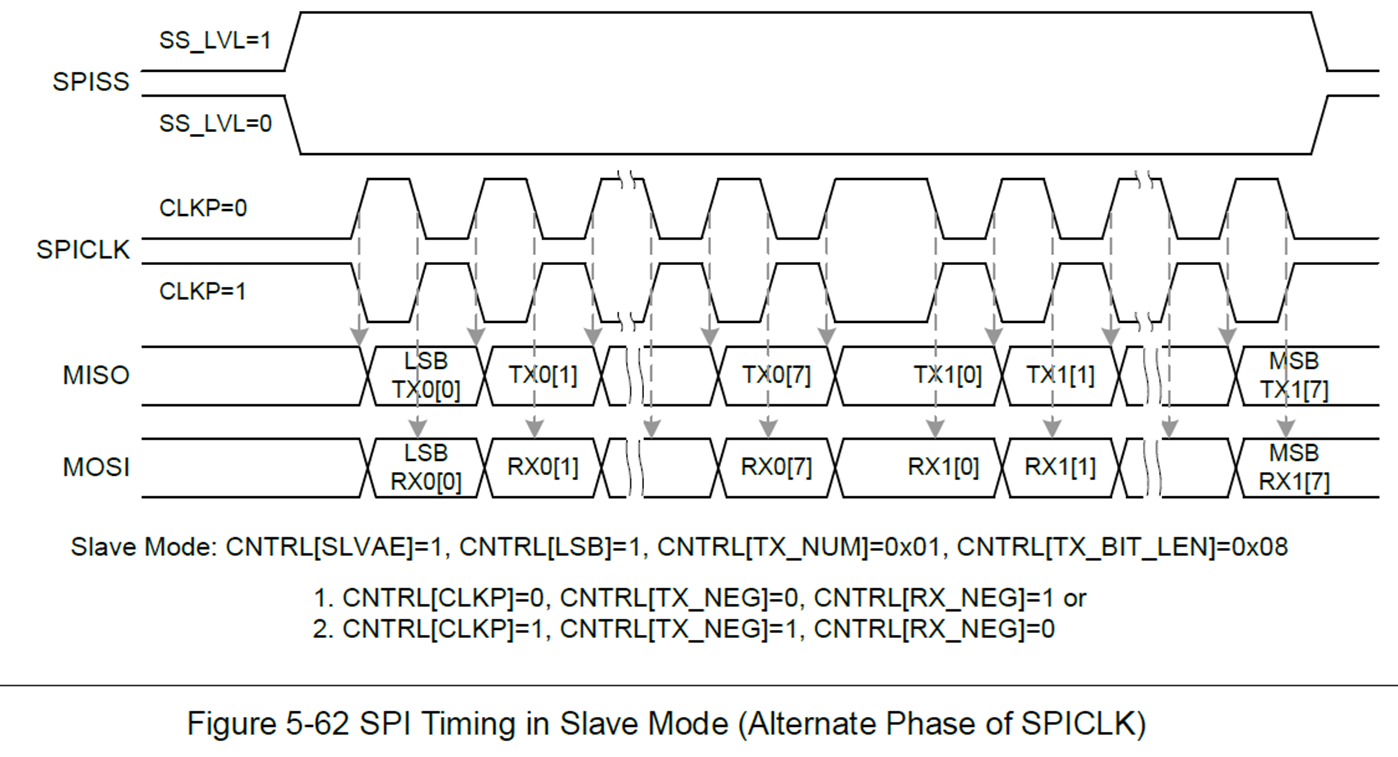 SS_LVL=1
SPISS
SS_LVL=0
CLKP=0
SPICLK
CLKP=1
MISO
LSB
TX0[0]
TX0[1]
TX0[7]
TX1[0]
TX1[1]
MSB
TX1[7]
MOSI
LSB
RX0[0]
RX0[1]
RX0[7]
RX1[0]
RX1[1]
MSB
RX1[7]
Slave Mode: CNTRL[SLVAE]=1, CNTRL[LSB]=1, CNTRL[TX_NUM]=0x01, CNTRL[TX_BIT_LEN]=0x08
1. CNTRL[CLKP]=0, CNTRL[TX_NEG]=0, CNTRL[RX_NEG]=1 or
2. CNTRL[CLKP]=1, CNTRL[TX_NEG]=1, CNTRL[RX_NEG]=0
Figure 5-62 SPI Timing in Slave Mode (Alternate Phase of SPICLK)